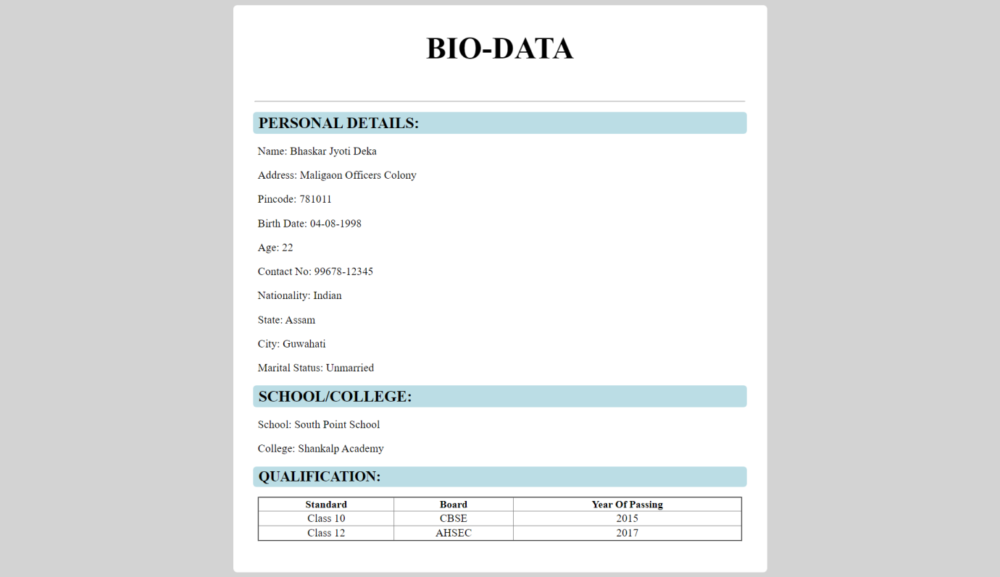 BIO-DATA
PERSONAL DETAILS:
Name: Bhaskar Jyoti Deka
Address: Maligaon Officers Colony
Pincode: 781011
Birth Date: 04-08-1998
Age: 22
Contact No: 99678-12345
Nationality: Indian
State: Assam
City: Guwahati
Marital Status: Unmarried
SCHOOL/COLLEGE:
School: South Point School
College: Shankalp Academy
QUALIFICATION:
Standard Board Year Of Passing
Class 10 CBSE 2015
Class 12 AHSEC 2017